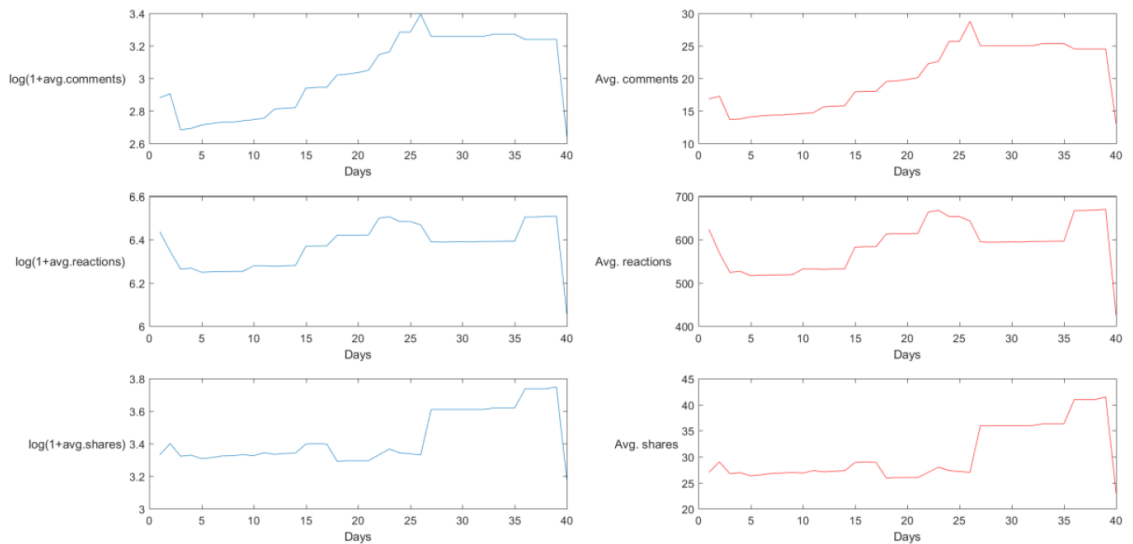 3.4
3.2
3
2.8
2.6
log(1+avg.comments)
0 5 10 15 20 25 30 35 40
Days
30
25
20
15
10
Avg. comments
0 5 10 15 20 25 30 35 40
Days
6.6
6.4
6.2
6
log(1+avg.reactions)
0 5 10 15 20 25 30 35 40
Days
700
600
500
400
Avg. reactions
0 5 10 15 20 25 30 35 40
Days
3.8
3.6
3.4
3.2
3
log(1+avg.shares)
0 5 10 15 20 25 30 35 40
Days
45
40
35
30
25
20
Avg. shares
0 5 10 15 20 25 30 35 40
Days